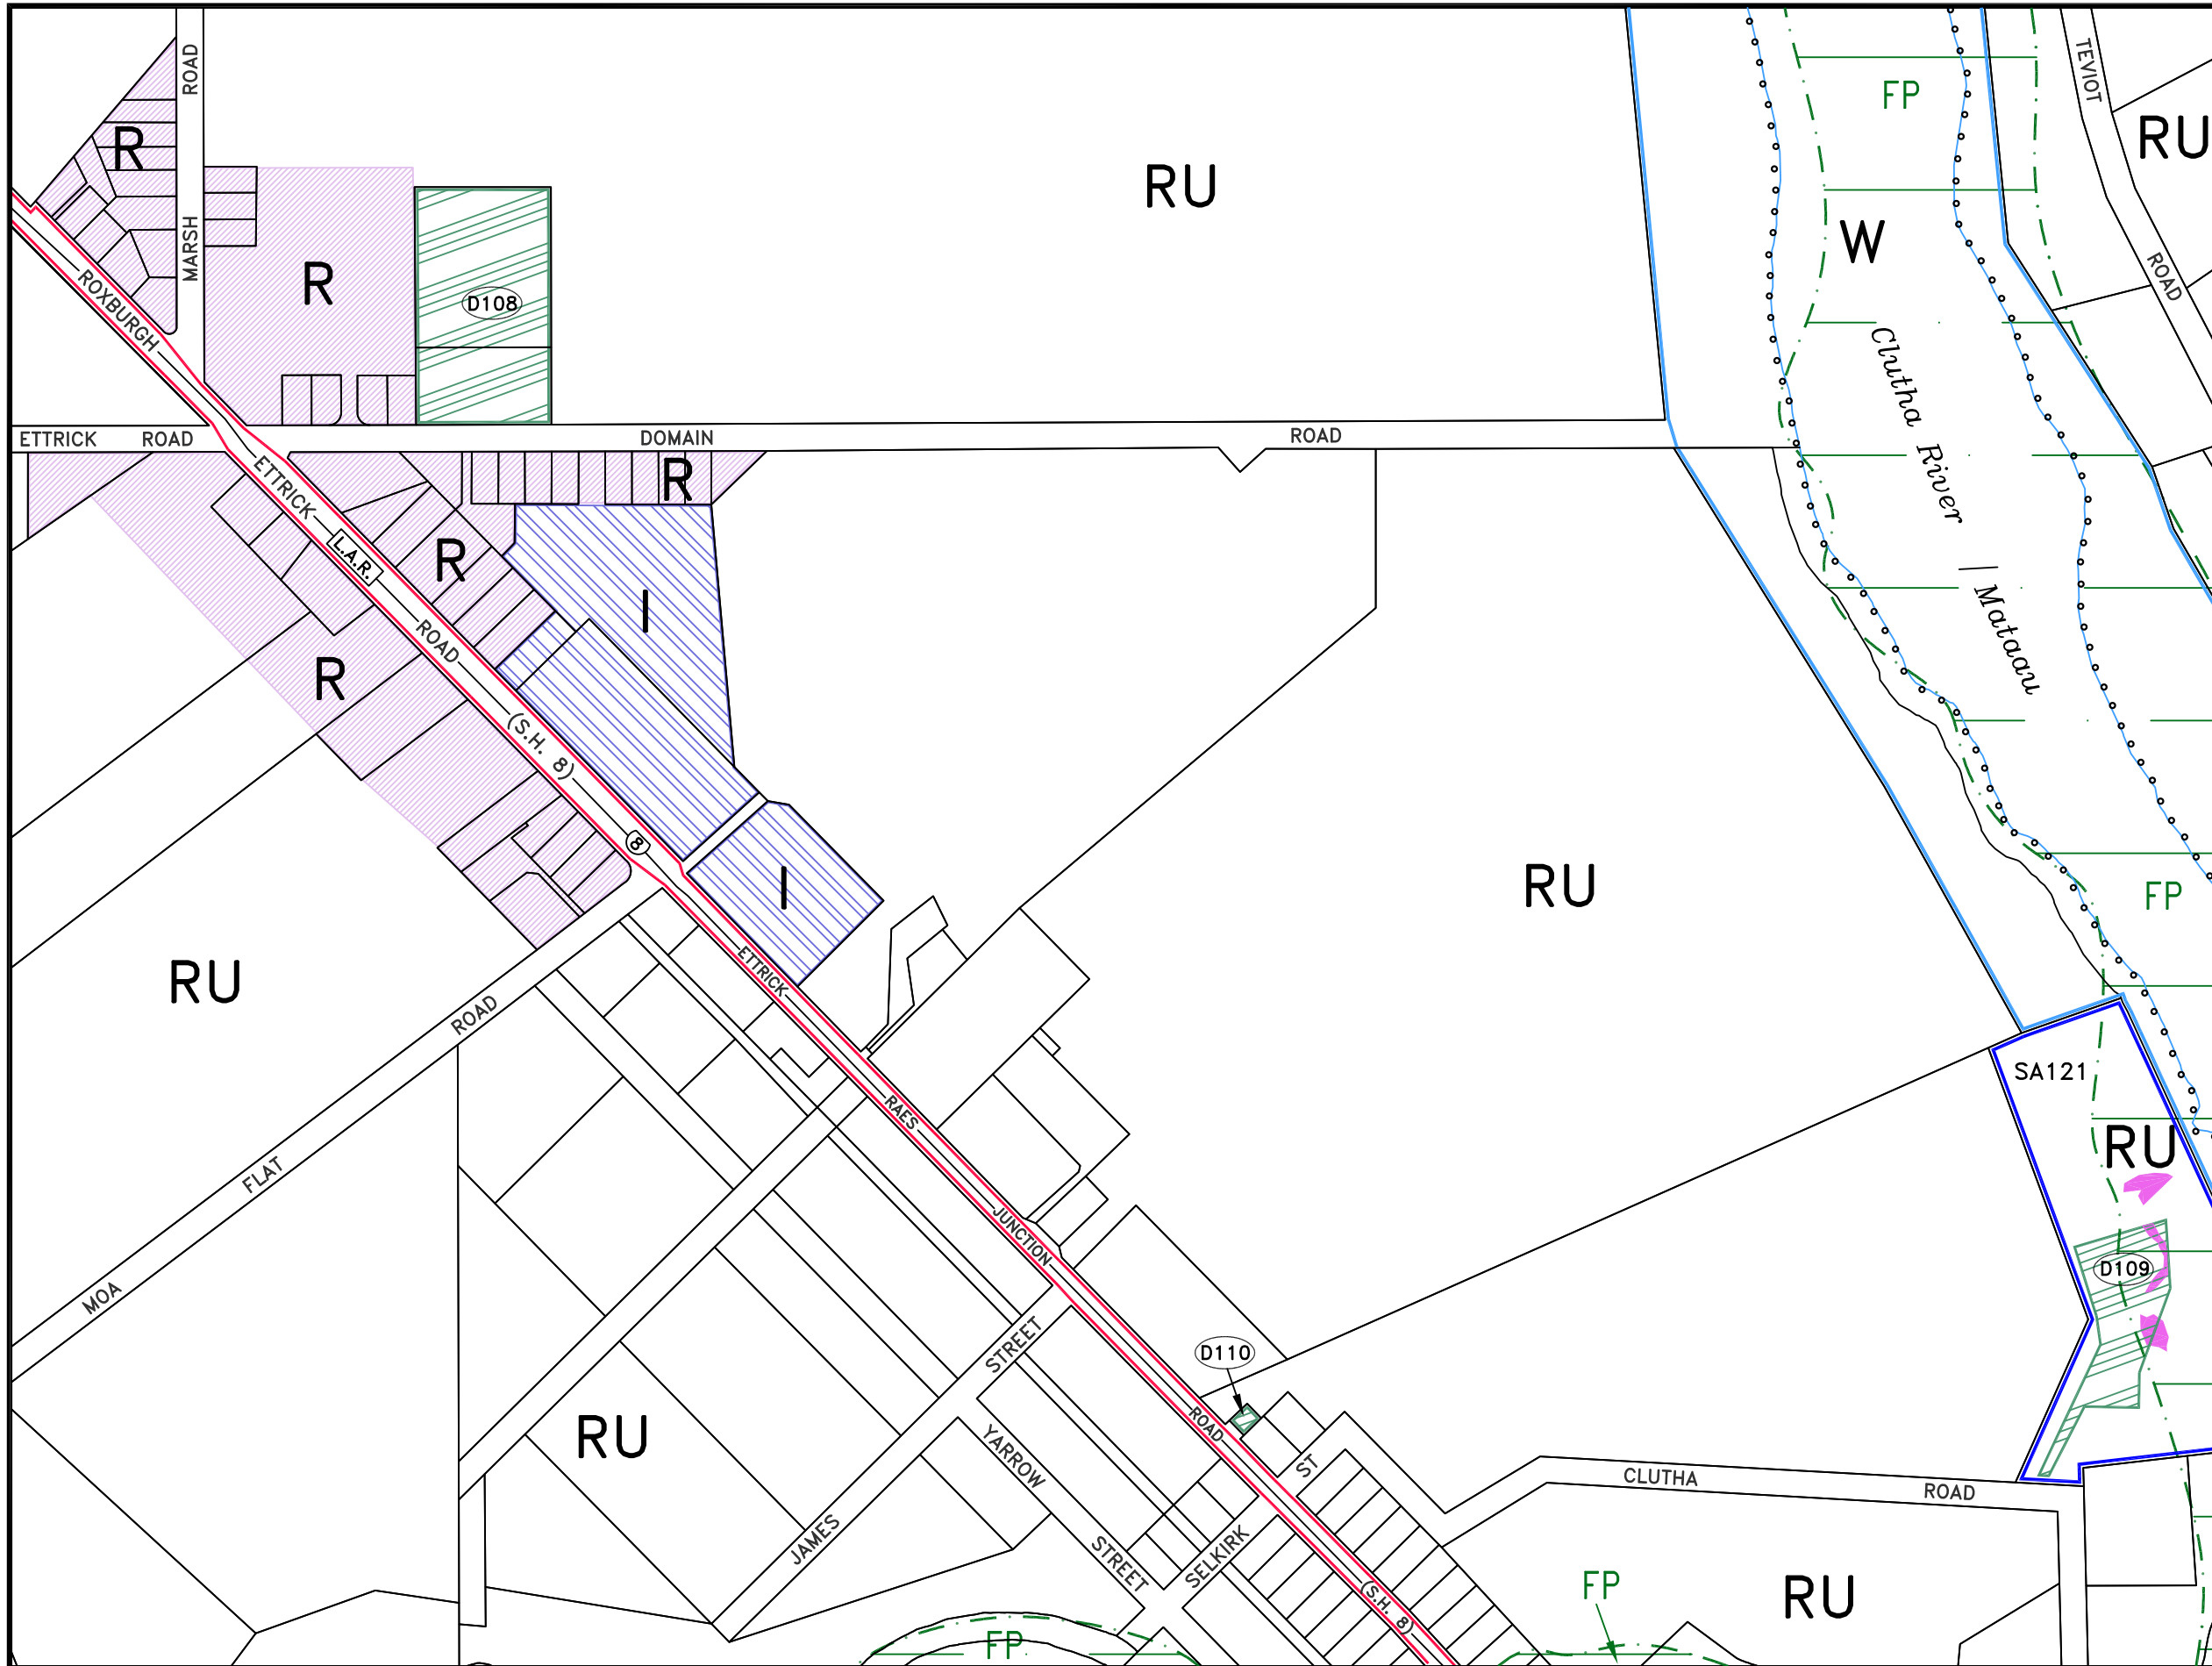 ROAD
MARSH
R
R
D108
RU
FP
W
TEVIOT
ROAD
RU
ROXBURGH
ETTRICK ROAD
DOMAIN ROAD
Clutha River / Mataau
ETTRICK
L.A.R.
ROAD
(S.H. 8)
8
R
R
R
I
I
RU
RU
FP
ETTRICK
RAES
JUNCTION
ROAD
(S.H. 8)
MOA FLAT ROAD
SA121
RU
D109
D110
RU
JAMES STREET
YARROW STREET
SELKIRK ST
CLUTHA ROAD
FP
FP
RU